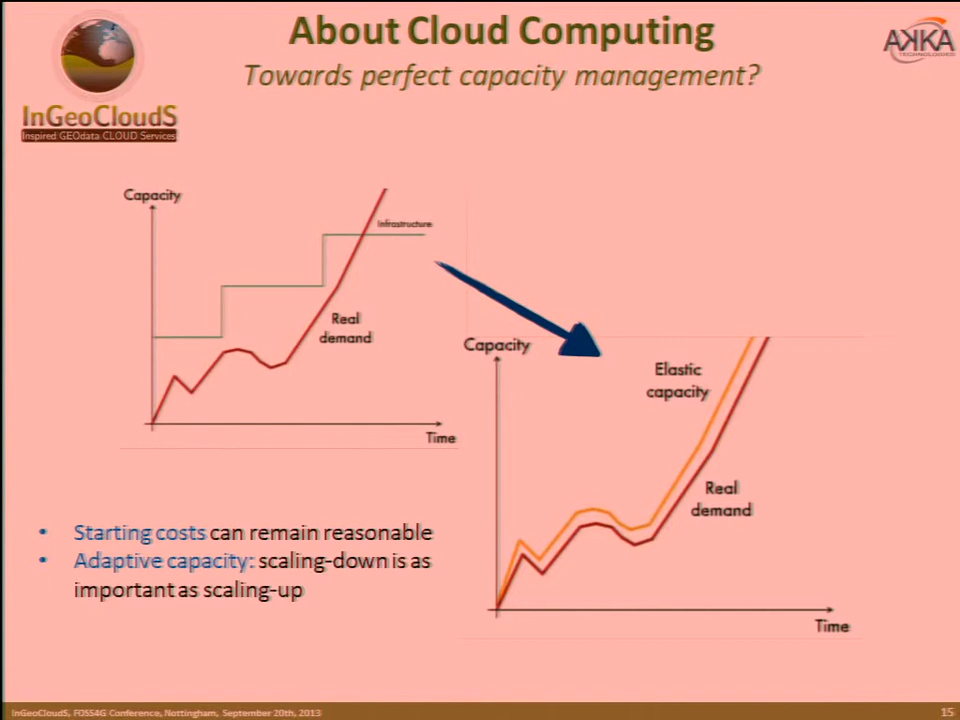 About Cloud Computing
Towards perfect capacity management?
InGeoCloudS
Inspired GEOdata CLOUD Services
AKKA
TECHNOLOGIES
Capacity
Infrastructure
Real
demand
Time
Capacity
Elastic
capacity
Real
demand
Time
• Starting costs can remain reasonable
• Adaptive capacity: scaling-down is as
important as scaling-up
InGeoCloudS, FOSS4G Conference, Nottingham, September 20th, 2013
15